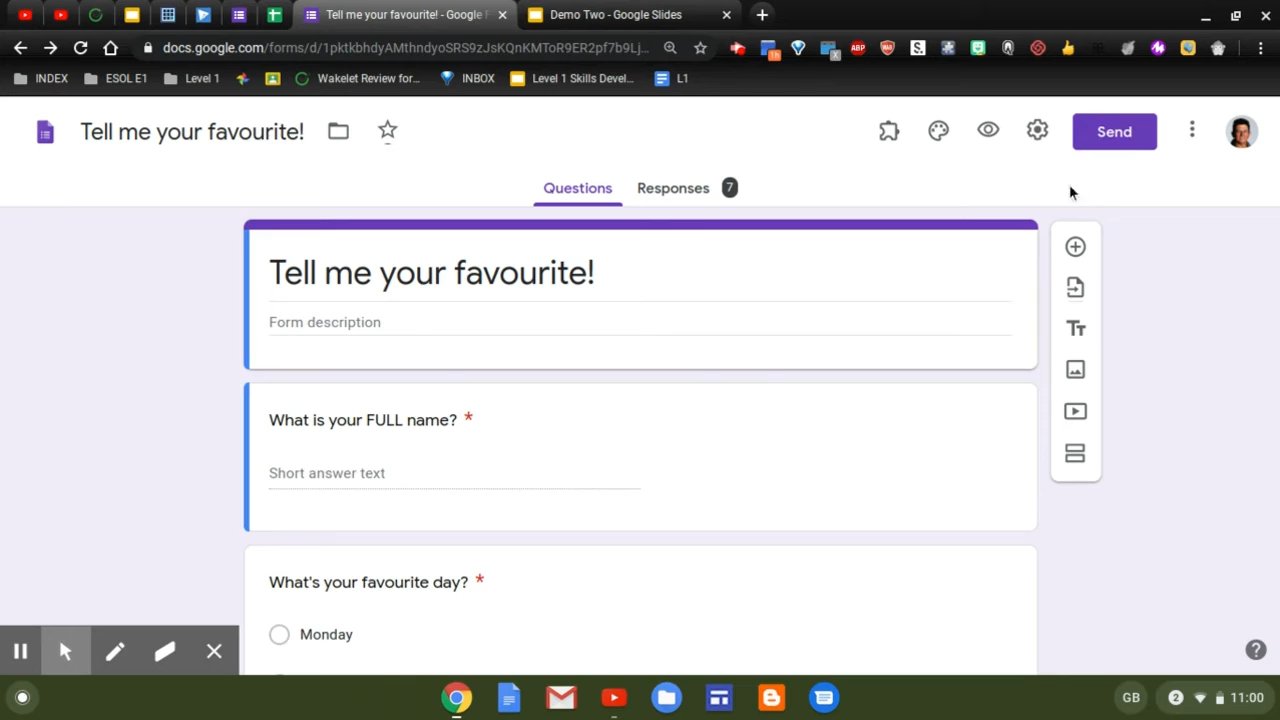 Tell me your favourite! - Google F
Demo Two - Google Slides
docs.google.com/forms/d/1pktkbhdyAMthndyoSRS9zJsKQnKMToR9ER2pf7b9Lj...
ABP
1h
X
S.
INDEX
ESOL E1
Level 1
Wakelet Review for...
INBOX
Level 1 Skills Devel...
L1
Tell me your favourite!
Send
Questions
Responses 7
Tell me your favourite!
Form description
What is your FULL name? *
Short answer text
What's your favourite day? *
Monday
Tт
GB
2
11:00